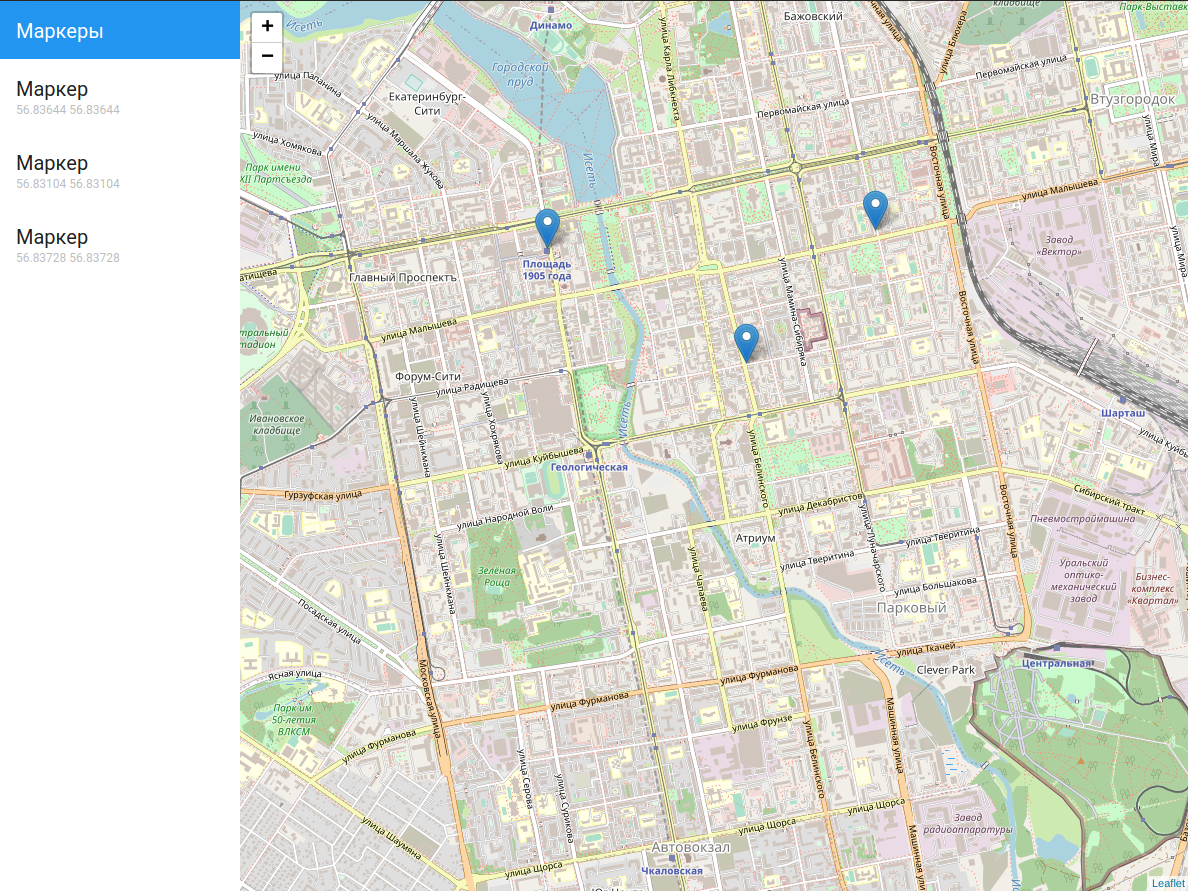 Маркеры
Маркер
56.83644 56.83644
Маркер
56.83104 56.83104
Маркер
56.83728 56.83728
+
−
Исеть
Динамо
Бажовский
кладбище
Парк-Выставк
улица Блюхера
улица Карла Либкнехта
Городской
пруд
улица Папанина
Екатеринбург-
Сити
Первомайская улица
Первомайская улица
Втузгородок
улица Мира
улица Хомякова
улица Маршала Жукова
Исеть
Восточная улица
Парк имени
XII Партсъезда
улица Малышева
улица Мира
Завод
«Вектор»
Площадь
1905 года
Главный Проспектъ
улица Мамина-Сибиряка
Восточная улица
улица Малышева
Форум-Сити
улица Радищева
улица Шейнкмана
улица Хохрякова
Исеть
Ивановское
кладбище
Шарташ
улица Куйбышева
Геологическая
улица Белинского
Гурзуфская улица
улица Народной Воли
улица Декабристов
Сибирский тракт
Восточная улица
Пневмостроймашина
Атриум
улица Луначарского
улица Тверитина
улица Тверитина
улица Шейнкмана
Зелёная
Роща
улица Чапаева
улица Большакова
Парковый
Уральский
оптико-
механический
завод
Бизнес-
комплекс
«Квартал»
Посадская улица
улица Ткачей
Исеть
Clever Park
Центральная
Ясная улица
Московская улица
улица Фурманова
улица Фурманова
Парк им.
50-летия
ВЛКСМ
улица Фурманова
улица Фрунзе
Машинная улица
улица Белинского
улица Серова
улица Сурикова
улица Щорса
улица Щорса
Завод
радиоаппаратуры
улица Шаумяна
Автовокзал
улица Щорса
Чкаловская
Машинная улица
Исеть
Leaflet